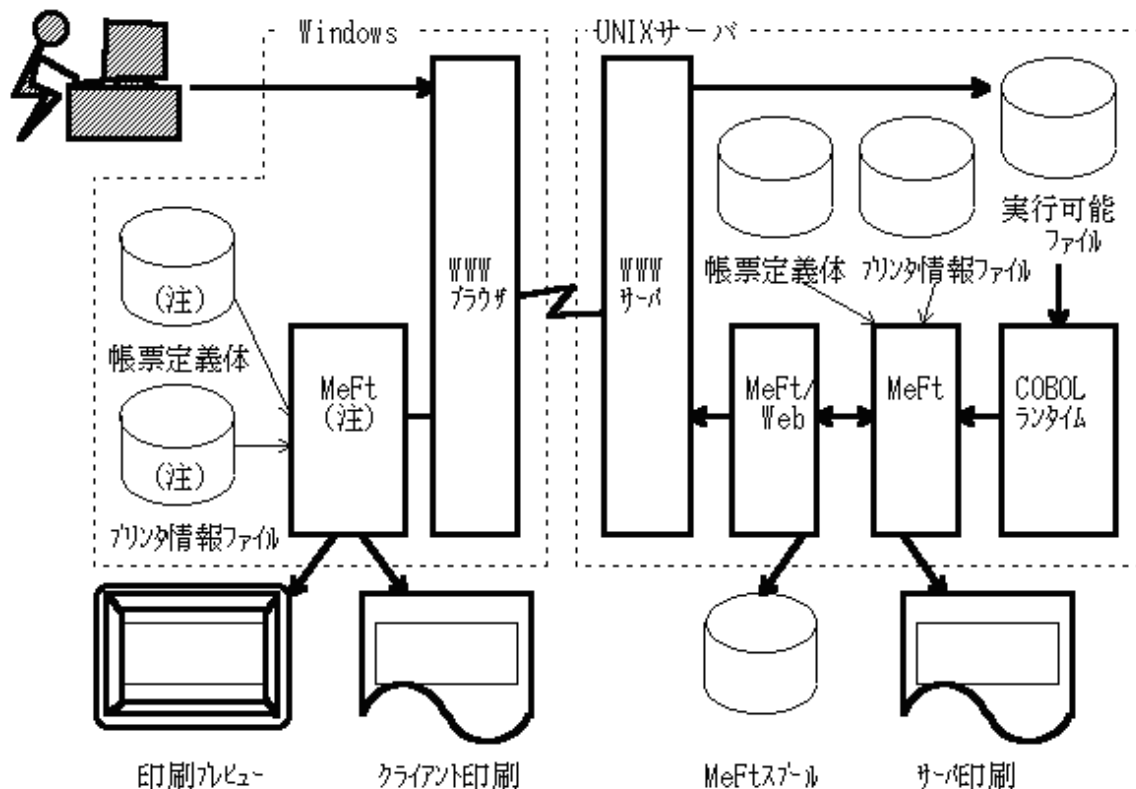 Windows
UNIXサーバ
実行可能
ファイル
帳票定義体
プリンタ情報ファイル
WWW
ブラウザ
WWW
サーバ
(注)
帳票定義体
(注)
プリンタ情報ファイル
MeFt
(注)
MeFt/
Web
MeFt
COBOL
ランタイム
印刷プレビュー
クライアント印刷
MeFtスプール
サーバ印刷